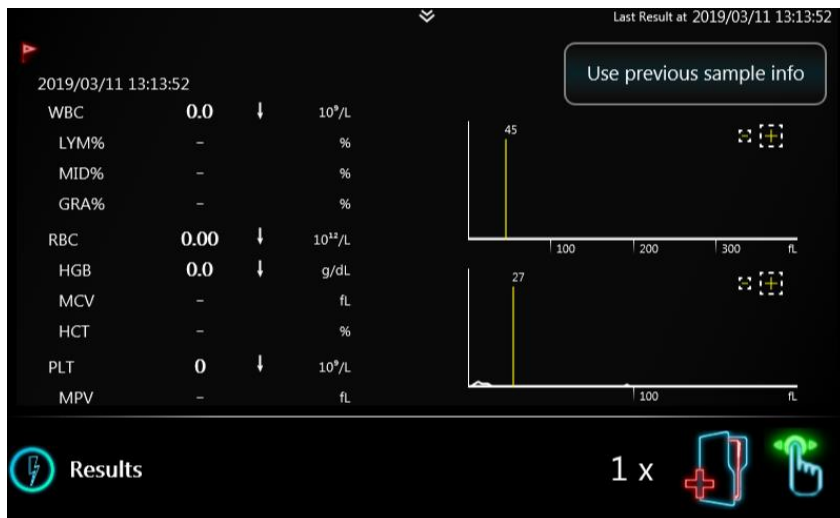 Last Result at 2019/03/11 13:13:52
Use previous sample info
2019/03/11 13:13:52
WBC 0.0 ↓ 10⁹/L
LYM% - %
MID% - %
GRA% - %
RBC 0.00 ↓ 10¹²/L
HGB 0.0 ↓ g/dL
MCV - fL
HCT - %
PLT 0 ↓ 10⁹/L
MPV - fL
45
100 200 300 fL
27
100 fL
Results
1 x